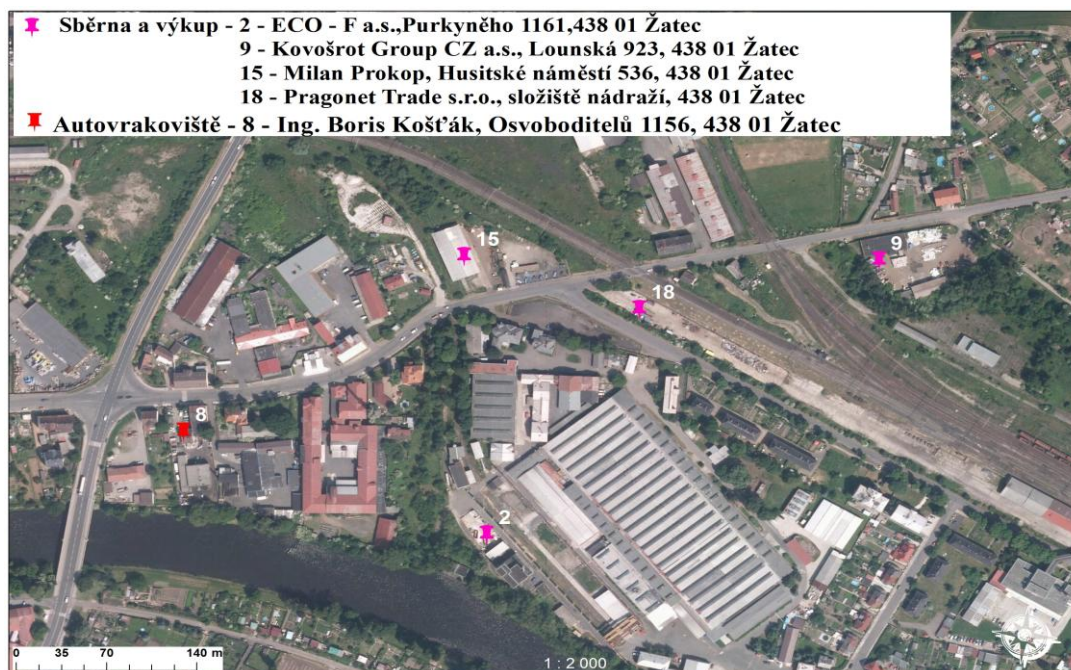 Sběrna a výkup - 2 - ECO - F a.s.,Purkyného 1161,438 01 Žatec
9 - Kovošrot Group CZ a.s., Lounská 923, 438 01 Žatec
15 - Milan Prokop, Husitské náměstí 536, 438 01 Žatec
18 - Pragonet Trade s.r.o., složiště nádraží, 438 01 Žatec
Autovrakoviště - 8 - Ing. Boris Košťák, Osvoboditelů 1156, 438 01 Žatec
15
9
18
8
2
0 35 70 140 m
1 : 2 000